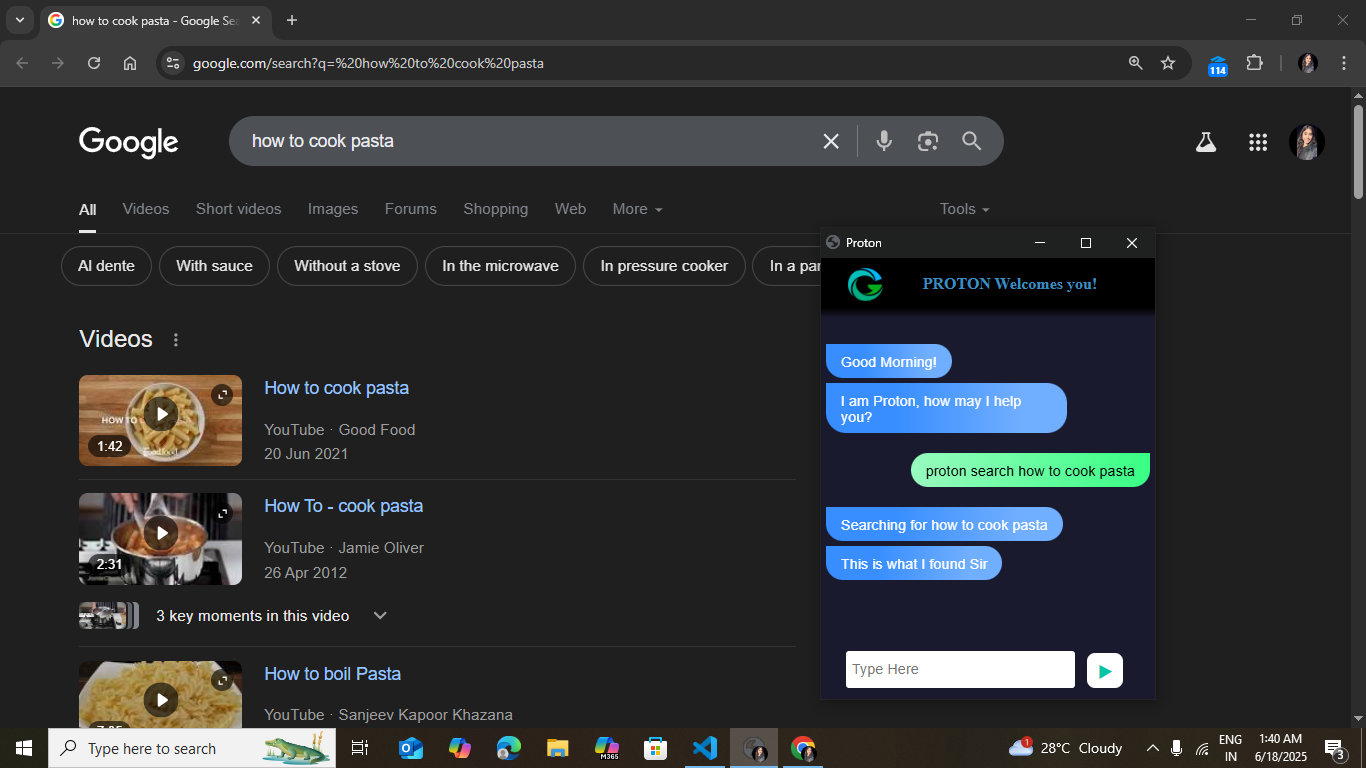 how to cook pasta - Google Sea
google.com/search?q=%20how%20to%20cook%20pasta
114
Google
how to cook pasta
All
Videos
Short videos
Images
Forums
Shopping
Web
More
Tools
Al dente
With sauce
Without a stove
In the microwave
In pressure cooker
In a pan
Videos
HOW TO
goodfood
1:42
How to cook pasta
YouTube · Good Food
20 Jun 2021
2:31
How To - cook pasta
YouTube · Jamie Oliver
26 Apr 2012
3 key moments in this video
How to boil Pasta
YouTube · Sanjeev Kapoor Khazana
Proton
PROTON Welcomes you!
Good Morning!
I am Proton, how may I help
you?
proton search how to cook pasta
Searching for how to cook pasta
This is what I found Sir
Type Here
Type here to search
M365
1
28°C Cloudy
ENG
IN
1:40 AM
6/18/2025
3